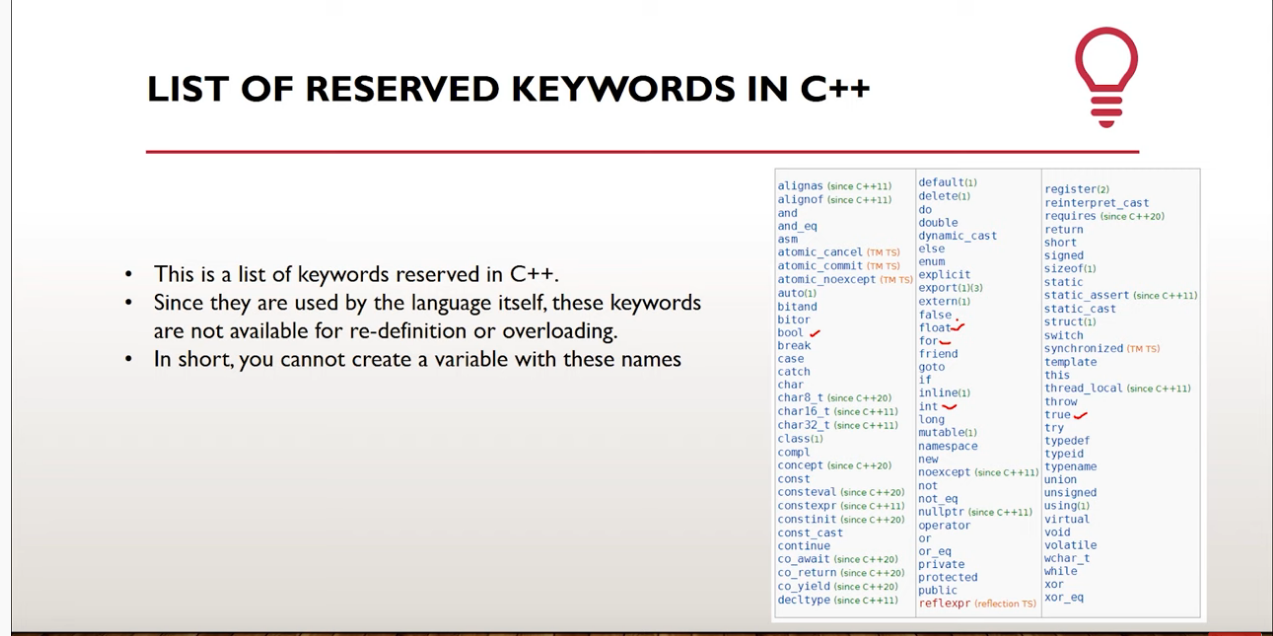 LIST OF RESERVED KEYWORDS IN C++
• This is a list of keywords reserved in C++.
• Since they are used by the language itself, these keywords
are not available for re-definition or overloading.
• In short, you cannot create a variable with these names
alignas (since C++11)
alignof (since C++11)
and
and_eq
asm
atomic_cancel (TM TS)
atomic_commit (TM TS)
atomic_noexcept (TM TS)
auto(1)
bitand
bitor
bool
break
case
catch
char
char8_t (since C++20)
char16_t (since C++11)
char32_t (since C++11)
class(1)
compl
concept (since C++20)
const
consteval (since C++20)
constexpr (since C++11)
constinit (since C++20)
const_cast
continue
co_await (since C++20)
co_return (since C++20)
co_yield (since C++20)
decltype (since C++11)
default(1)
delete(1)
do
double
dynamic_cast
else
enum
explicit
export(1)(3)
extern(1)
false
float
for
friend
goto
if
inline(1)
int
long
mutable(1)
namespace
new
noexcept (since C++11)
not
not_eq
nullptr (since C++11)
operator
or
or_eq
private
protected
public
reflexpr (reflection TS)
register(2)
reinterpret_cast
requires (since C++20)
return
short
signed
sizeof(1)
static
static_assert (since C++11)
static_cast
struct(1)
switch
synchronized (TM TS)
template
this
thread_local (since C++11)
throw
true
try
typedef
typeid
typename
union
unsigned
using(1)
virtual
void
volatile
wchar_t
while
xor
xor_eq